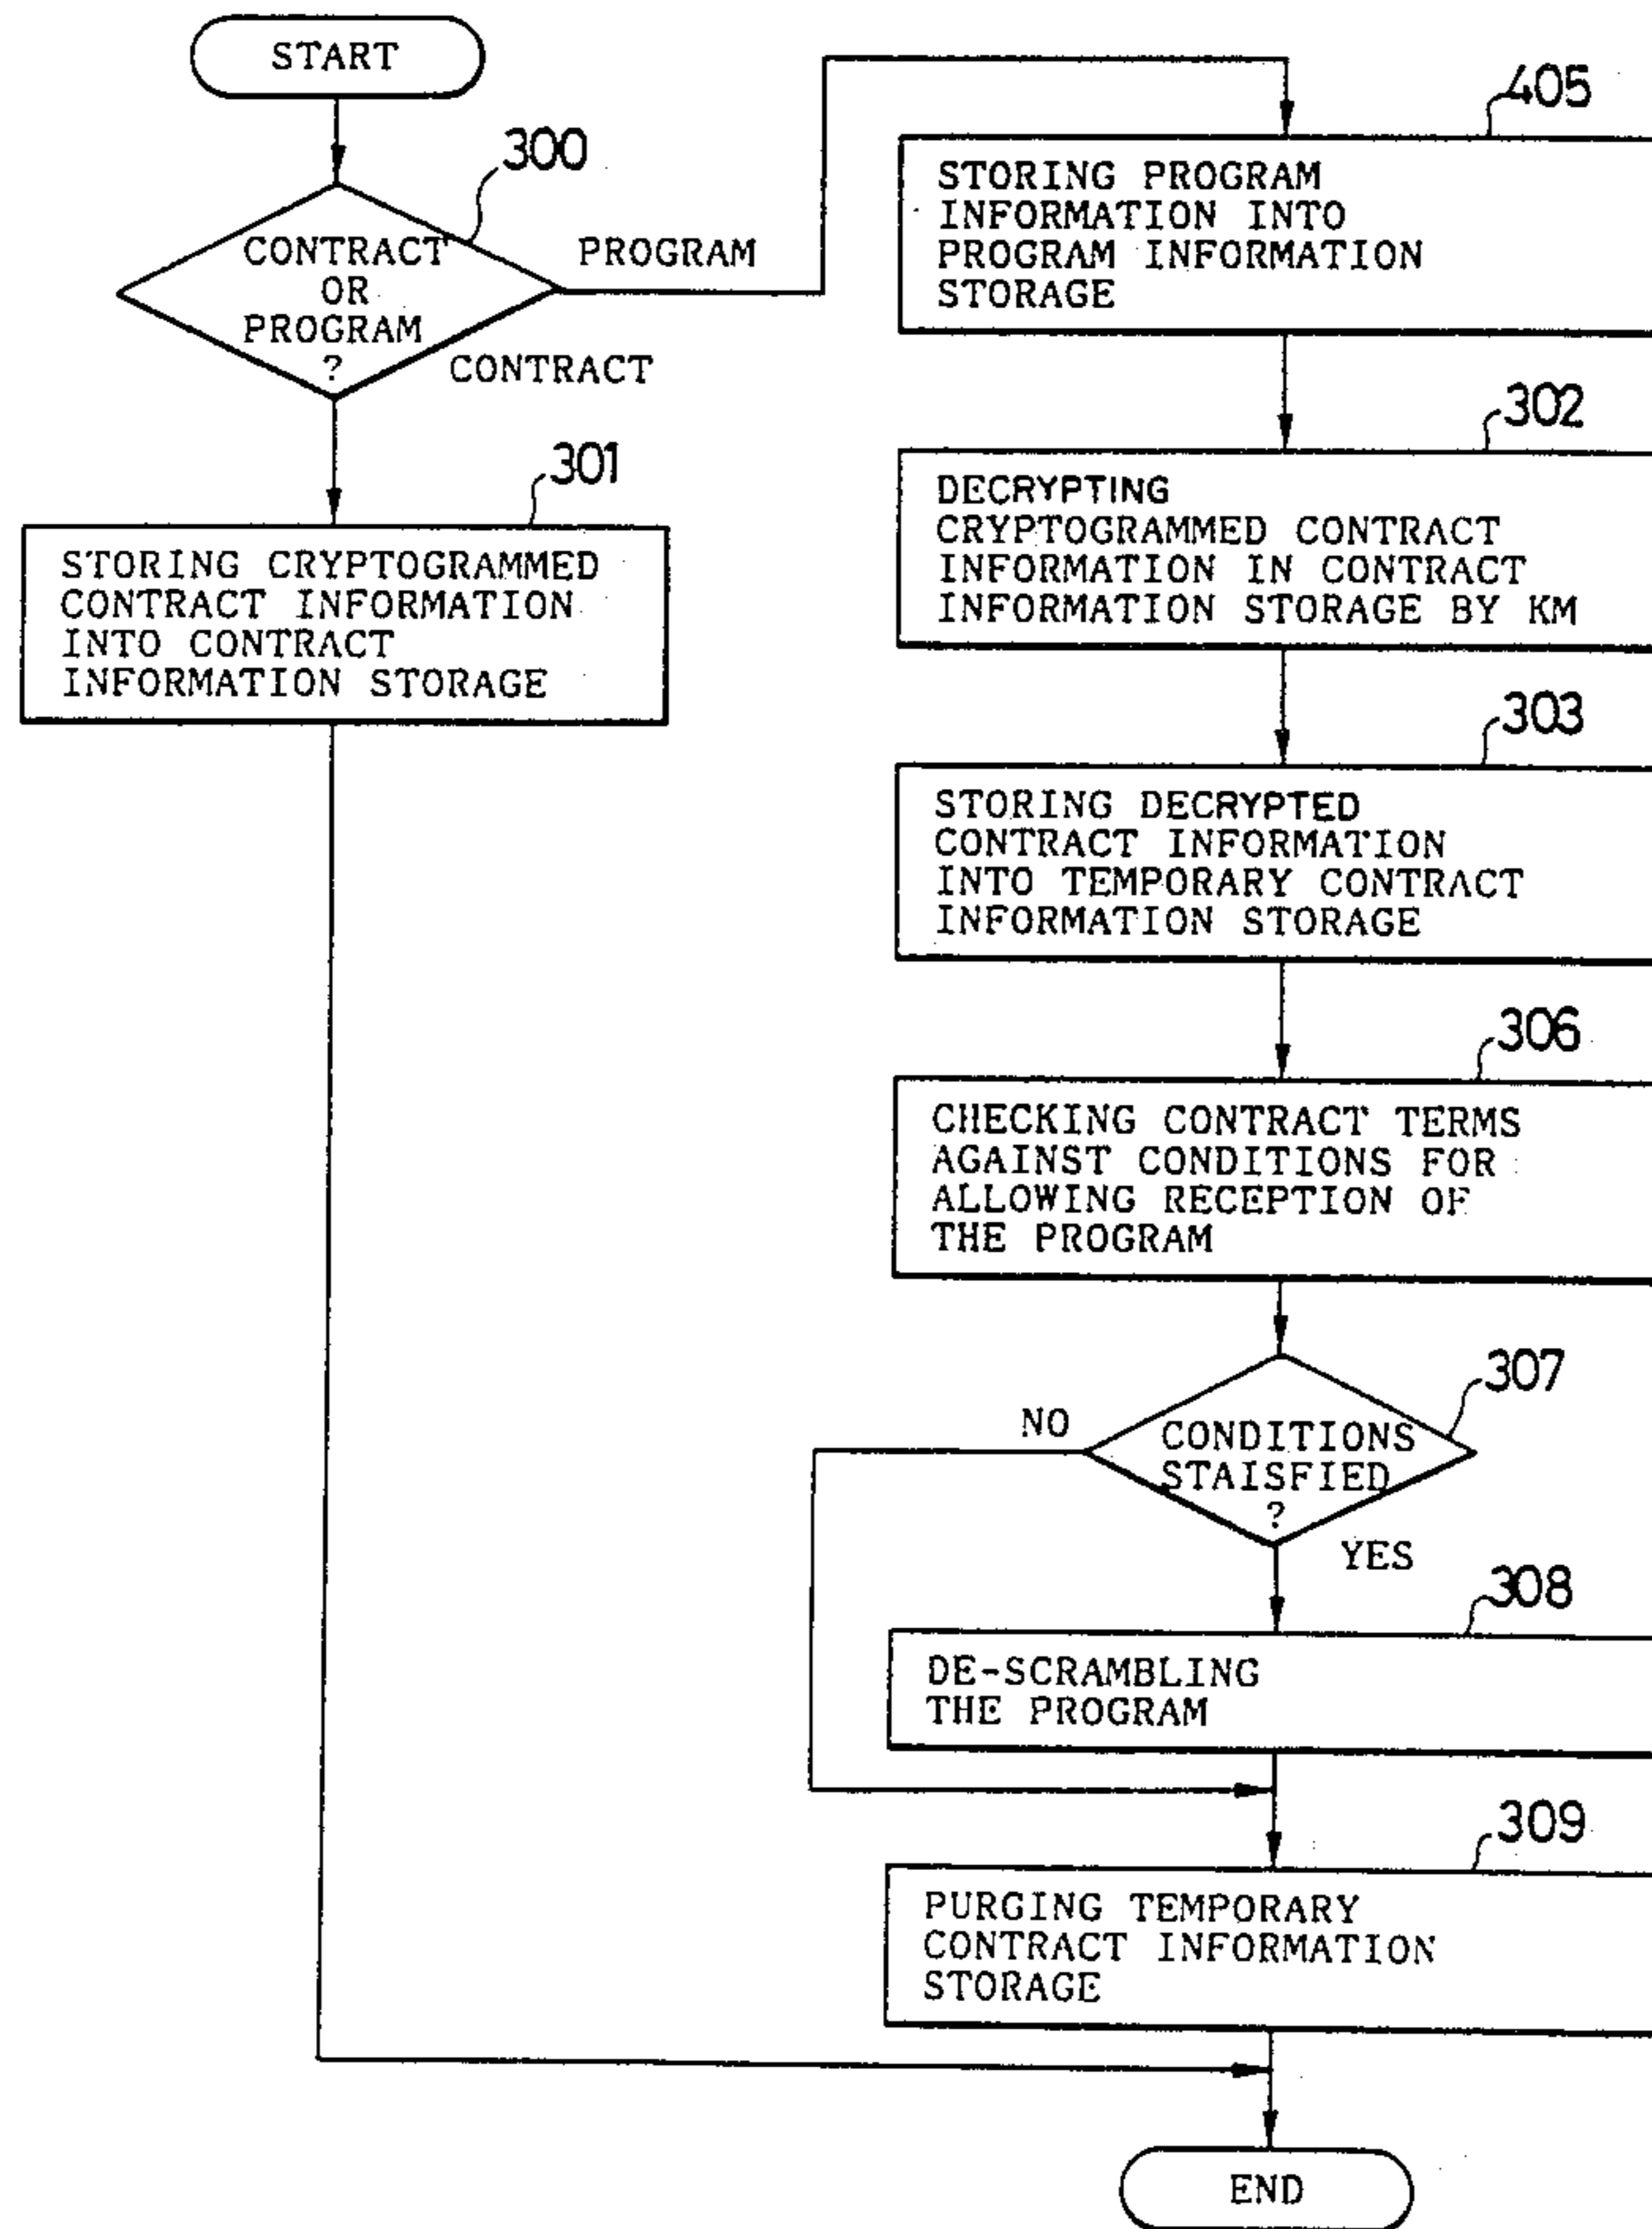 START
300
CONTRACT
OR
PROGRAM
?
PROGRAM
CONTRACT
301
STORING CRYPTOGRAMMED
CONTRACT INFORMATION
INTO CONTRACT
INFORMATION STORAGE
405
STORING PROGRAM
INFORMATION INTO
PROGRAM INFORMATION
STORAGE
302
DECRYPTING
CRYPTOGRAMMED CONTRACT
INFORMATION IN CONTRACT
INFORMATION STORAGE BY KM
303
STORING DECRYPTED
CONTRACT INFORMATION
INTO TEMPORARY CONTRACT
INFORMATION STORAGE
306
CHECKING CONTRACT TERMS
AGAINST CONDITIONS FOR
ALLOWING RECEPTION OF
THE PROGRAM
307
NO
CONDITIONS
STAISFIED
?
YES
308
DE-SCRAMBLING
THE PROGRAM
309
PURGING TEMPORARY
CONTRACT INFORMATION
STORAGE
END